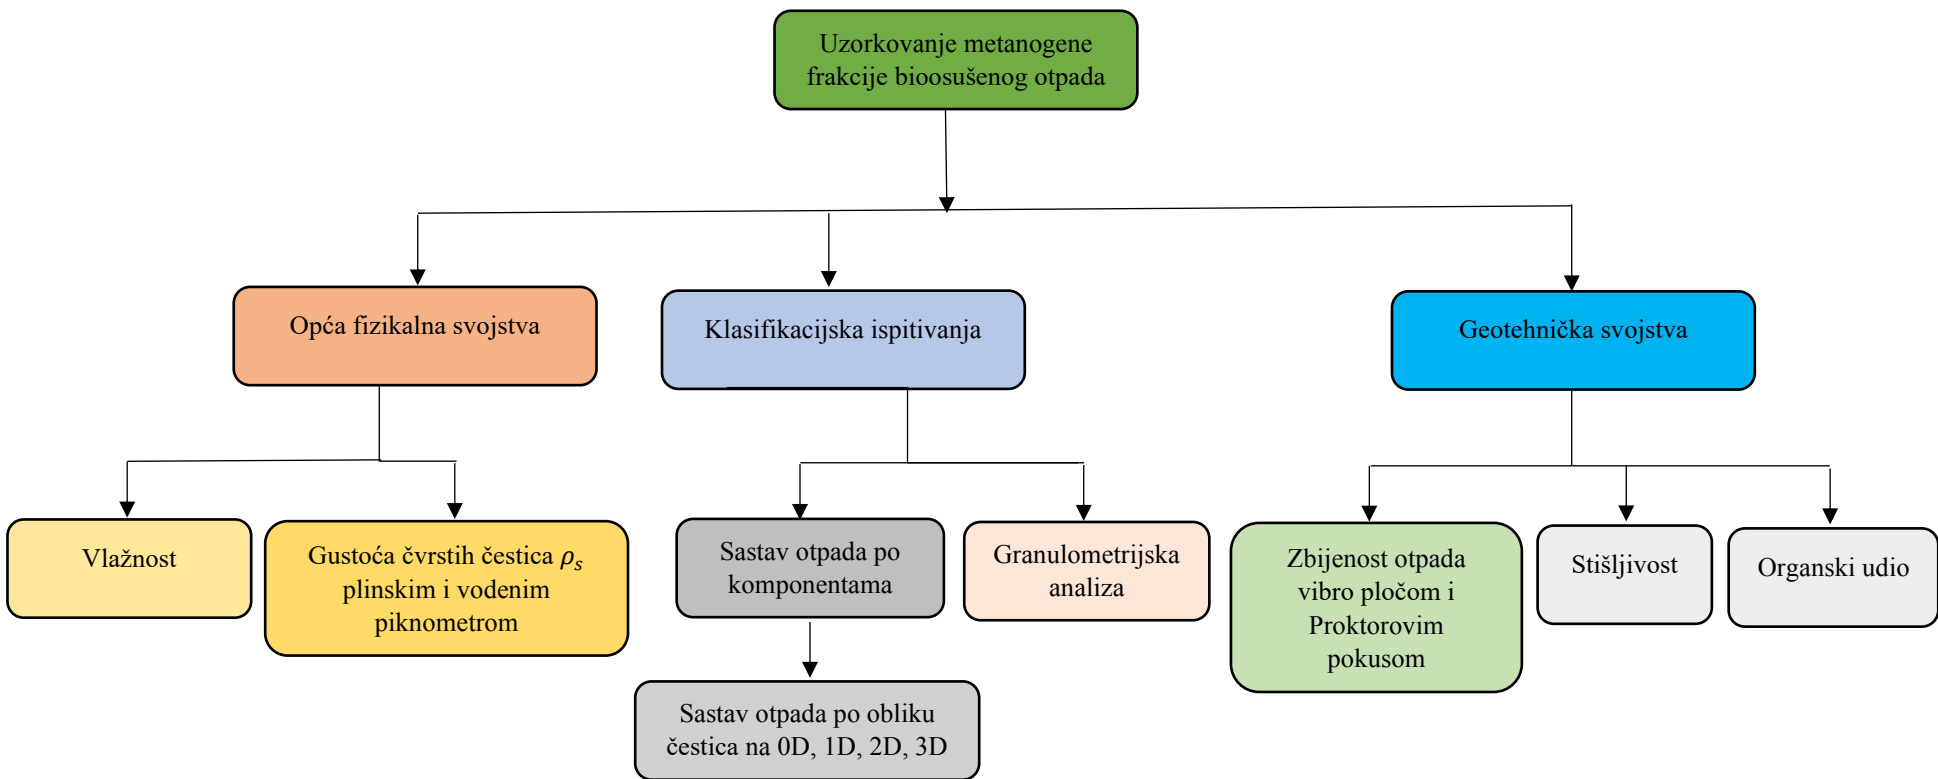 Uzorkovanje metanogene
frakcije bioosušenog otpada
Opća fizikalna svojstva
Klasifikacijska ispitivanja
Geotehnička svojstva
Vlažnost
Gustoća čvrstih čestica ρₛ
plinskim i vodenim
piknometrom
Sastav otpada po
komponentama
Granulometrijska
analiza
Zbijenost otpada
vibro pločom i
Proktorovim
pokusom
Stišljivost
Organski udio
Sastav otpada po obliku
čestica na 0D, 1D, 2D, 3D